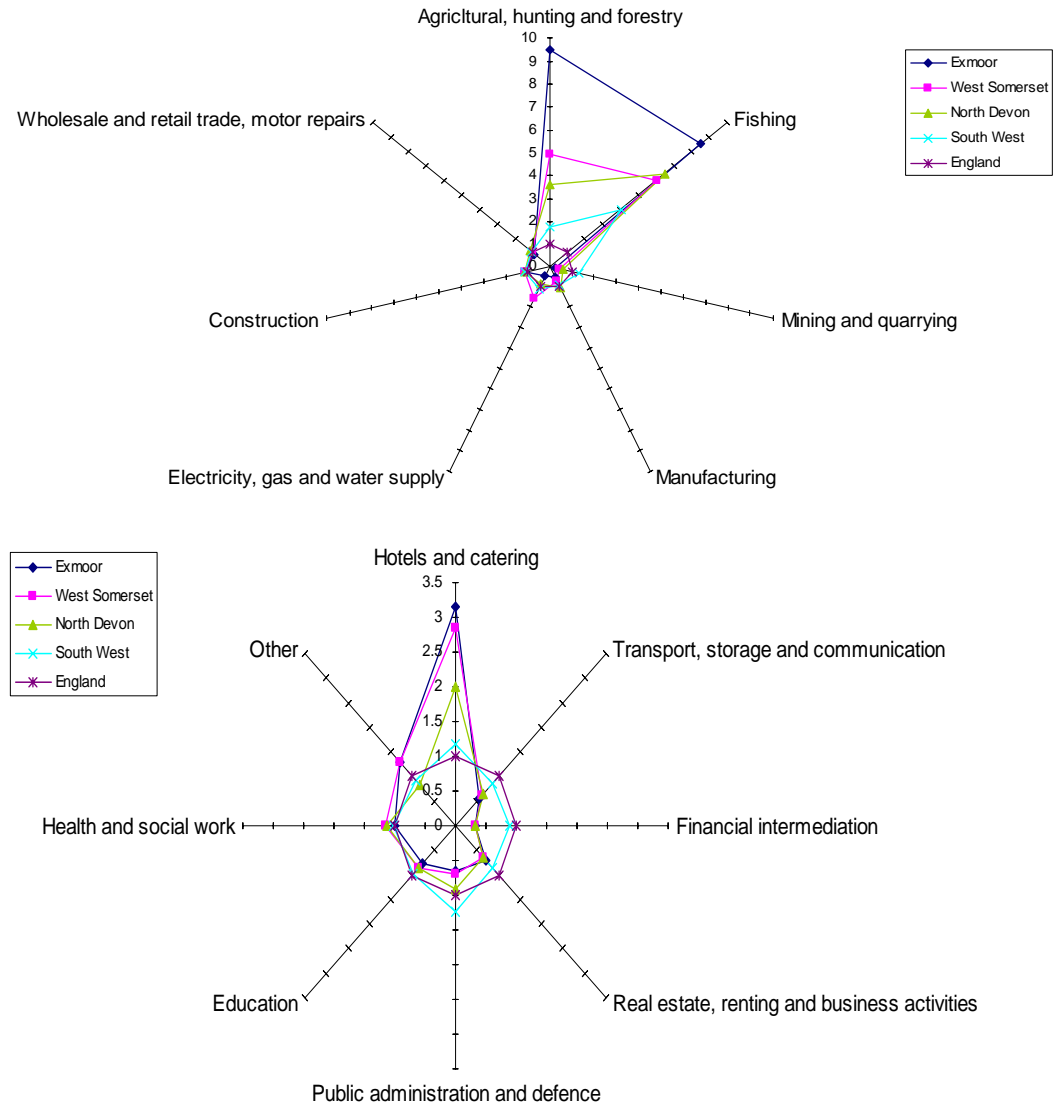 Agricltural, hunting and forestry
10
9
8
7
6
5
4
3
2
1
0
Wholesale and retail trade, motor repairs
Fishing
Exmoor
West Somerset
North Devon
South West
England
Construction
Mining and quarrying
Electricity, gas and water supply
Manufacturing
Exmoor
West Somerset
North Devon
South West
England
Hotels and catering
3.5
3
2.5
2
1.5
1
0.5
0
Other
Transport, storage and communication
Health and social work
Financial intermediation
Education
Real estate, renting and business activities
Public administration and defence